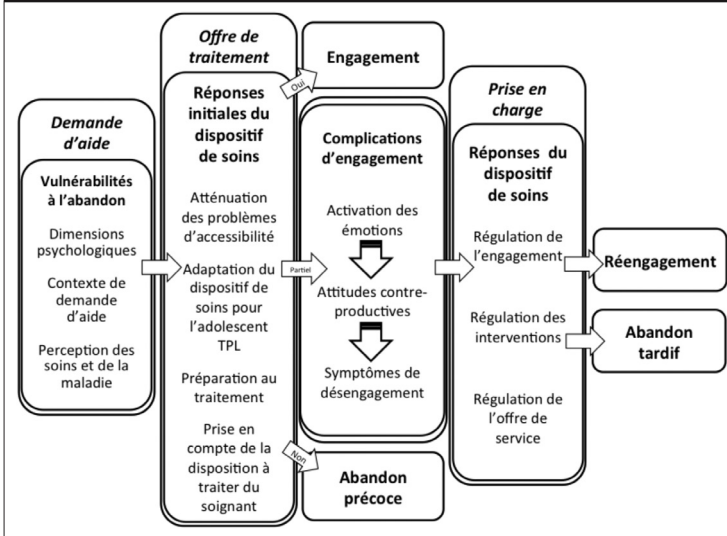 Demande
d’aide
Vulnérabilités
à l’abandon
Dimensions
psychologiques
Contexte de
demande
d’aide
Perception des
soins et de la
maladie
Offre de
traitement
Réponses
initiales du
dispositif
de soins
Atténuation
des problèmes
d’accessibilité
Adaptation du
dispositif de
soins pour
l’adolescent
TPL
Préparation au
traitement
Prise en
compte de la
disposition à
traiter du
soignant
Oui
Partiel
Non
Engagement
Complications
d’engagement
Activation des
émotions
Attitudes contre-
productives
Symptômes de
désengagement
Abandon
précoce
Prise en
charge
Réponses du
dispositif
de soins
Régulation de
l’engagement
Régulation des
interventions
Régulation de
l’offre de
service
Réengagement
Abandon
tardif